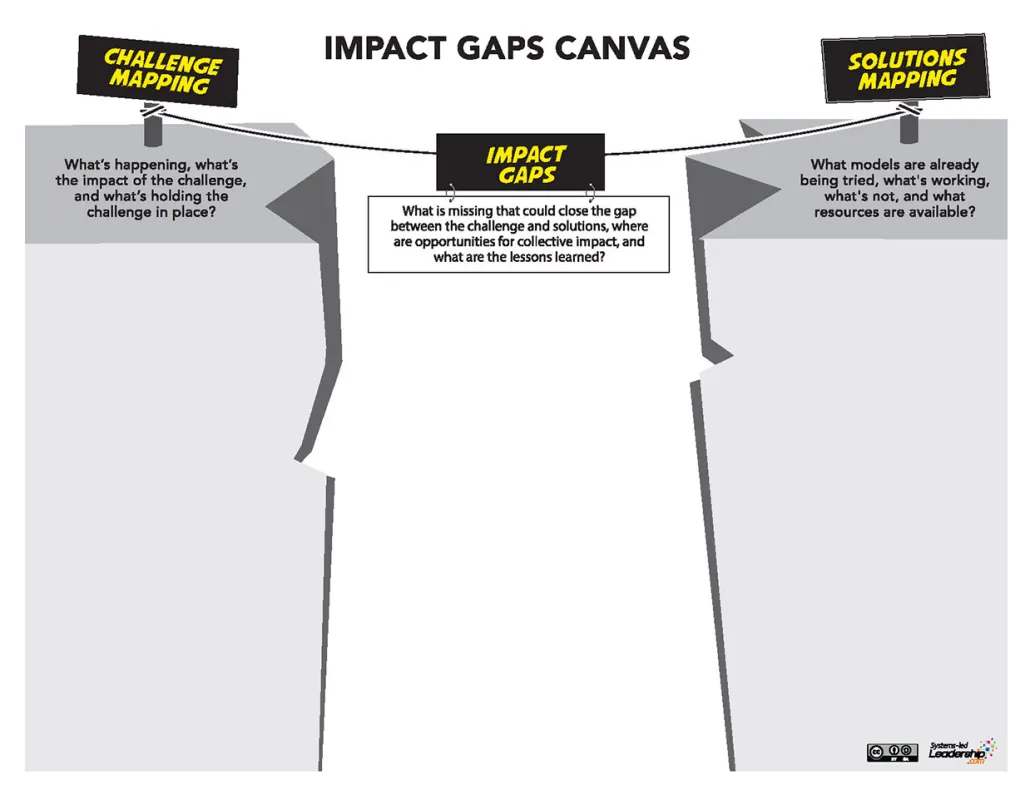 IMPACT GAPS CANVAS
CHALLENGE
MAPPING
What's happening, what's
the impact of the challenge,
and what's holding the
challenge in place?
IMPACT
GAPS
What is missing that could close the gap
between the challenge and solutions, where
are opportunities for collective impact, and
what are the lessons learned?
SOLUTIONS
MAPPING
What models are already
being tried, what's working,
what's not, and what
resources are available?
cc
BY SA
Systems-led
Leadership
.com